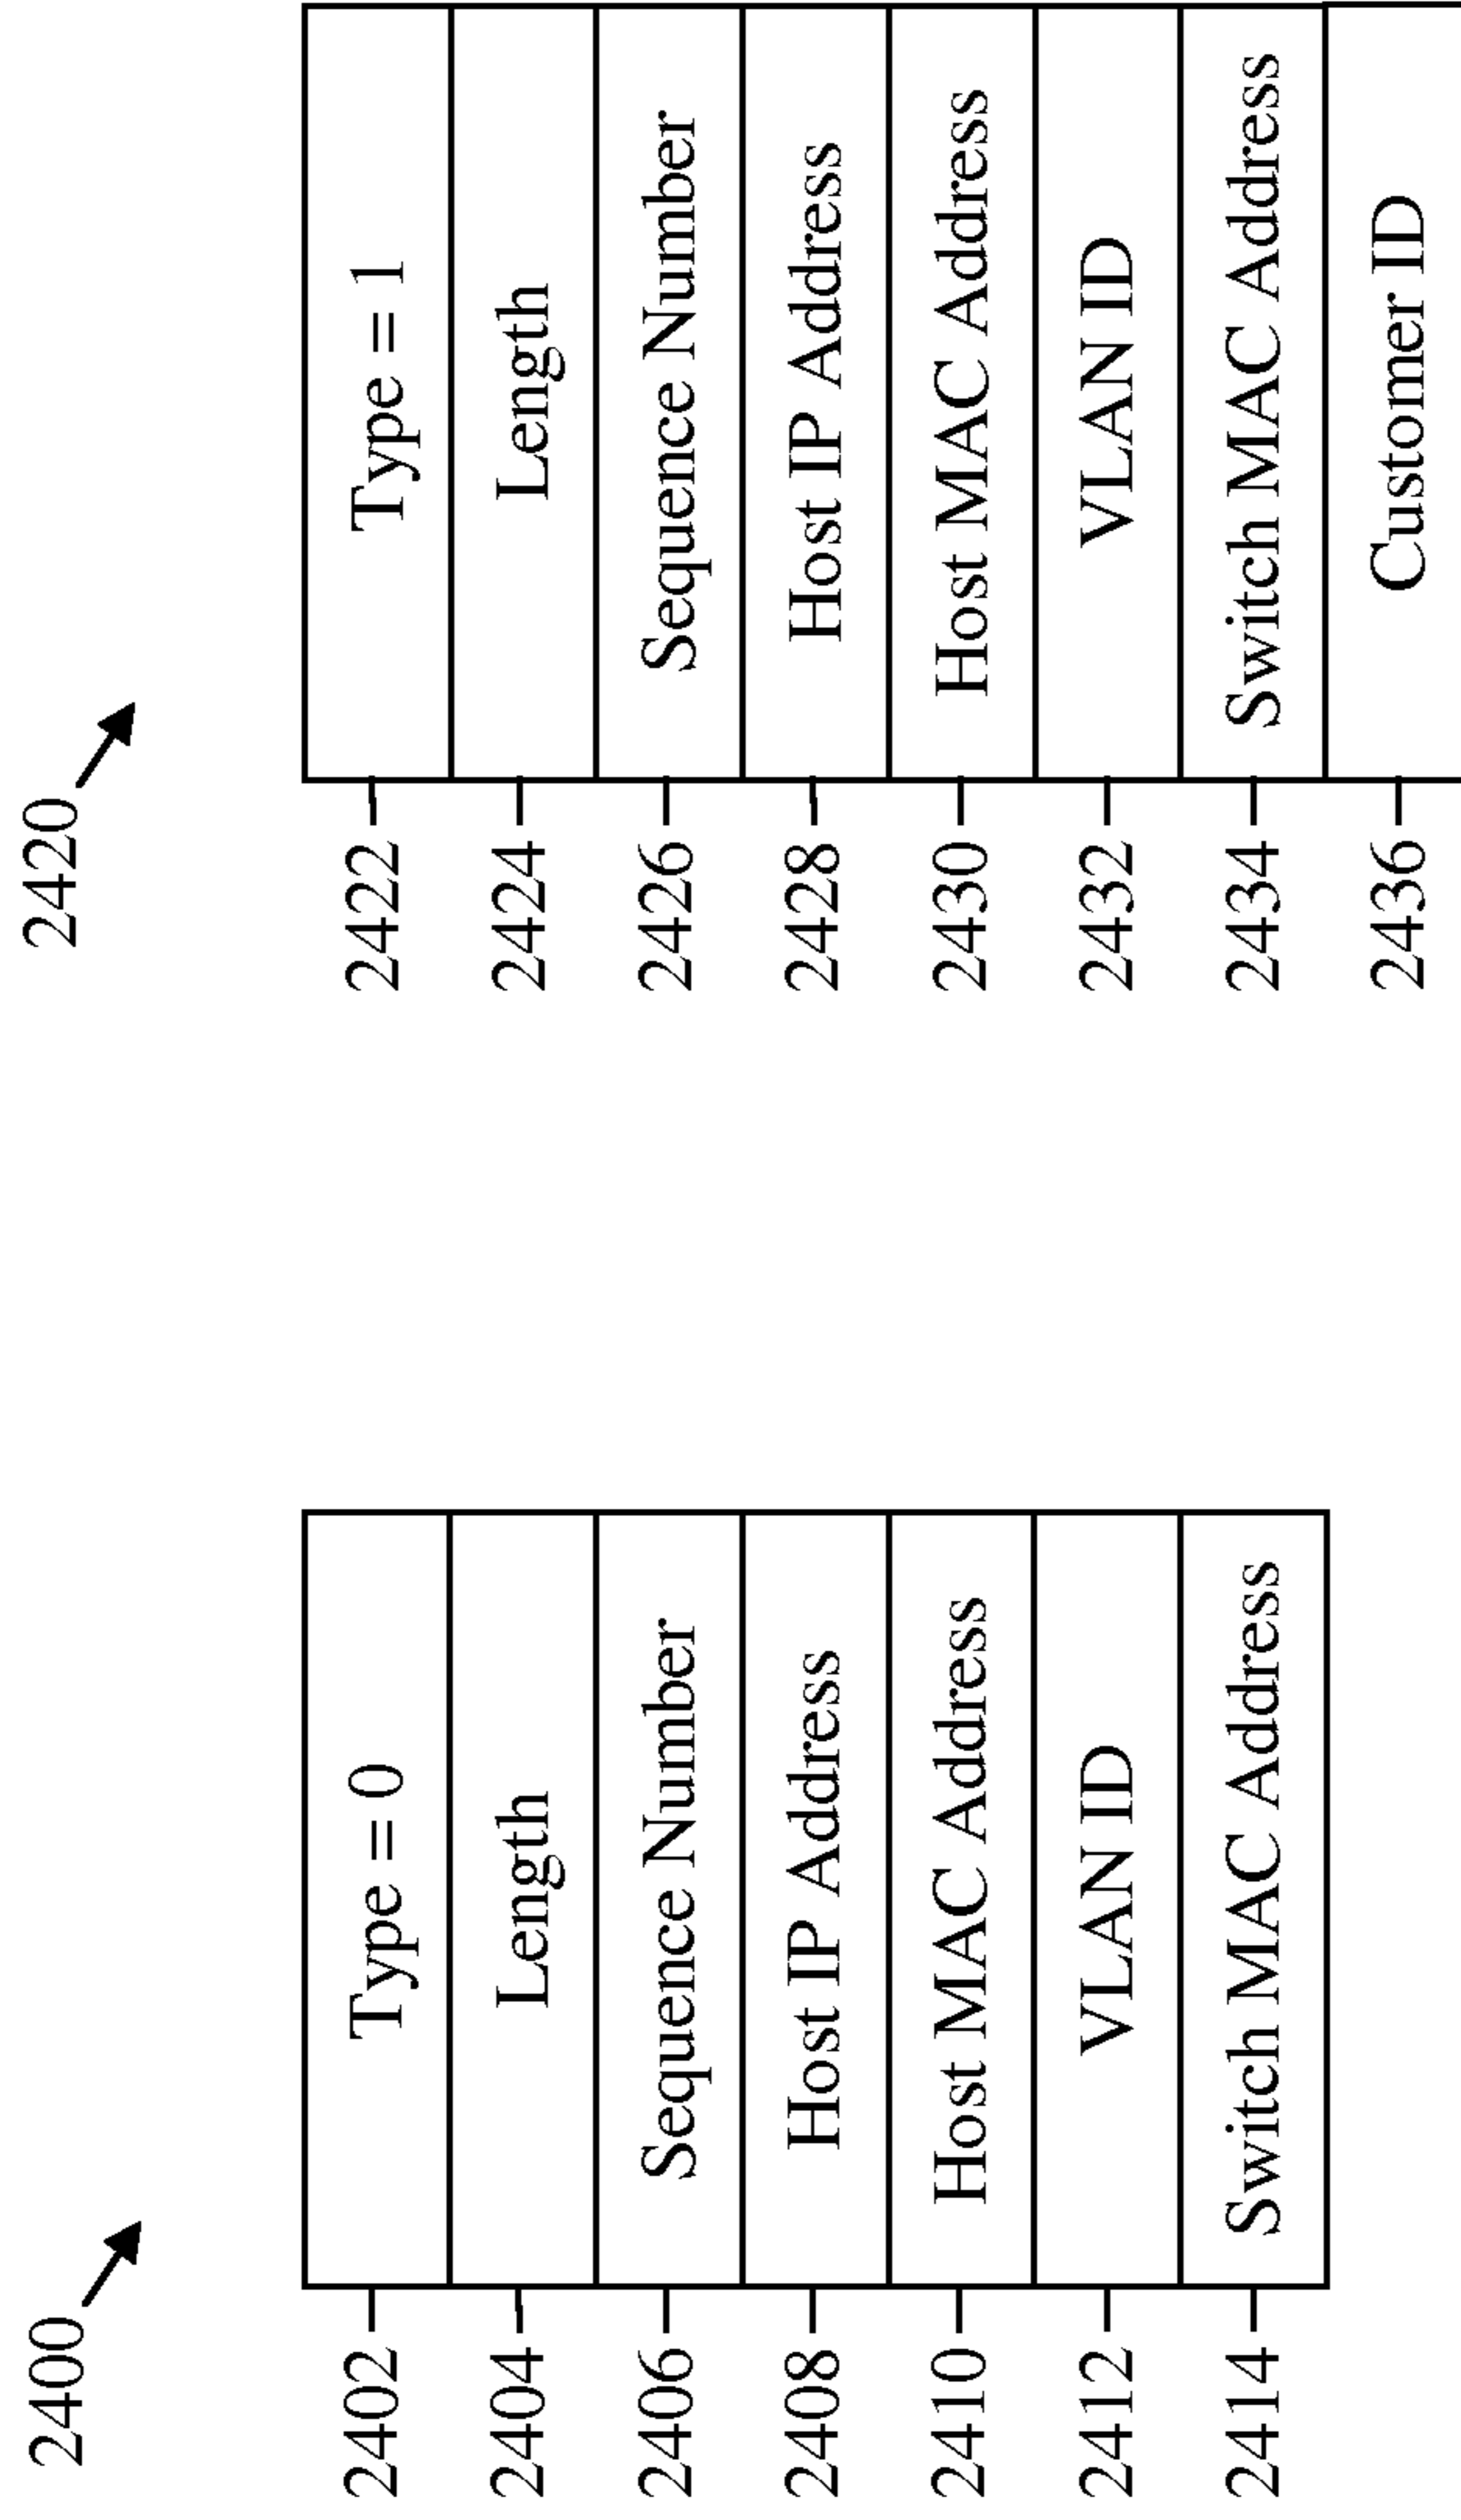 2400
2402 Type = 0
2404 Length
2406 Sequence Number
2408 Host IP Address
2410 Host MAC Address
2412 VLAN ID
2414 Switch MAC Address
2420
2422 Type = 1
2424 Length
2426 Sequence Number
2428 Host IP Address
2430 Host MAC Address
2432 VLAN ID
2434 Switch MAC Address
2436 Customer ID